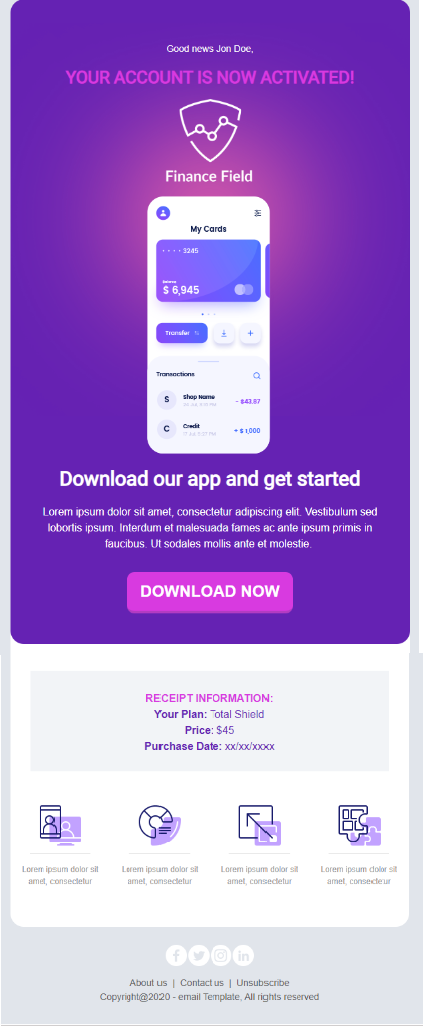 Good news Jon Doe,
YOUR ACCOUNT IS NOW ACTIVATED!
Finance Field
My Cards
• • • • 3245
Balance
$ 6,945
Transfer
Transactions
S Shop Name - $43.87
C Credit + $ 1,000
Download our app and get started
Lorem ipsum dolor sit amet, consectetur adipiscing elit. Vestibulum sed
lobortis ipsum. Interdum et malesuada fames ac ante ipsum primis in
faucibus. Ut sodales mollis ante et molestie.
DOWNLOAD NOW
RECEIPT INFORMATION:
Your Plan: Total Shield
Price: $45
Purchase Date: xx/xx/xxxx
Lorem ipsum dolor sit
amet, consectetur
Lorem ipsum dolor sit
amet, consectetur
Lorem ipsum dolor sit
amet, consectetur
Lorem ipsum dolor sit
amet, consectetur
About us | Contact us | Unsubscribe
Copyright@2020 - email Template, All rights reserved